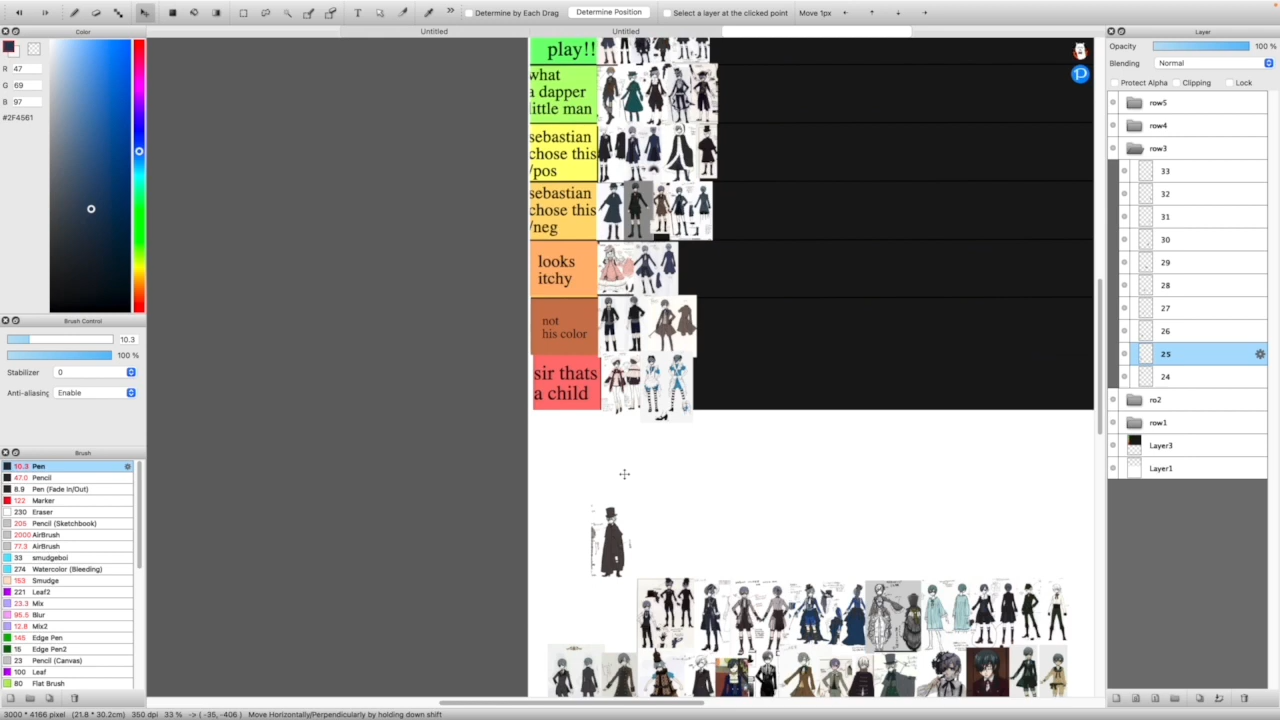 Determine by Each Drag
Determine Position
Select a layer at the clicked point
Move 1px
Color
Untitled
Untitled
Layer
R 47
G 69
B 97
#2F4561
Brush Control
10.3
100 %
Stabilizer 0
Anti-aliasing Enable
Brush
10.3 Pen
47.0 Pencil
8.9 Pen (Fade In/Out)
122 Marker
230 Eraser
205 Pencil (Sketchbook)
2000 AirBrush
77.3 AirBrush
33 smudgeboi
274 Watercolor (Bleeding)
153 Smudge
221 Leaf2
23.3 Mix
95.5 Blur
12.8 Mix2
145 Edge Pen
16 Edge Pen2
23 Pencil (Canvas)
100 Leaf
80 Flat Brush
play!!
what
a dapper
little man
sebastian
chose this
/pos
sebastian
chose this
/neg
looks
itchy
not
his color
sir thats
a child
Opacity 100 %
Blending Normal
Protect Alpha Clipping Lock
row5
row4
row3
33
32
31
30
29
28
27
26
25
24
ro2
row1
Layer3
Layer1
3000 * 4166 pixel (21.8 * 30.2cm) 350 dpi 33 % -> ( -35, -406 ) Move Horizontally/Perpendicularly by holding down shift